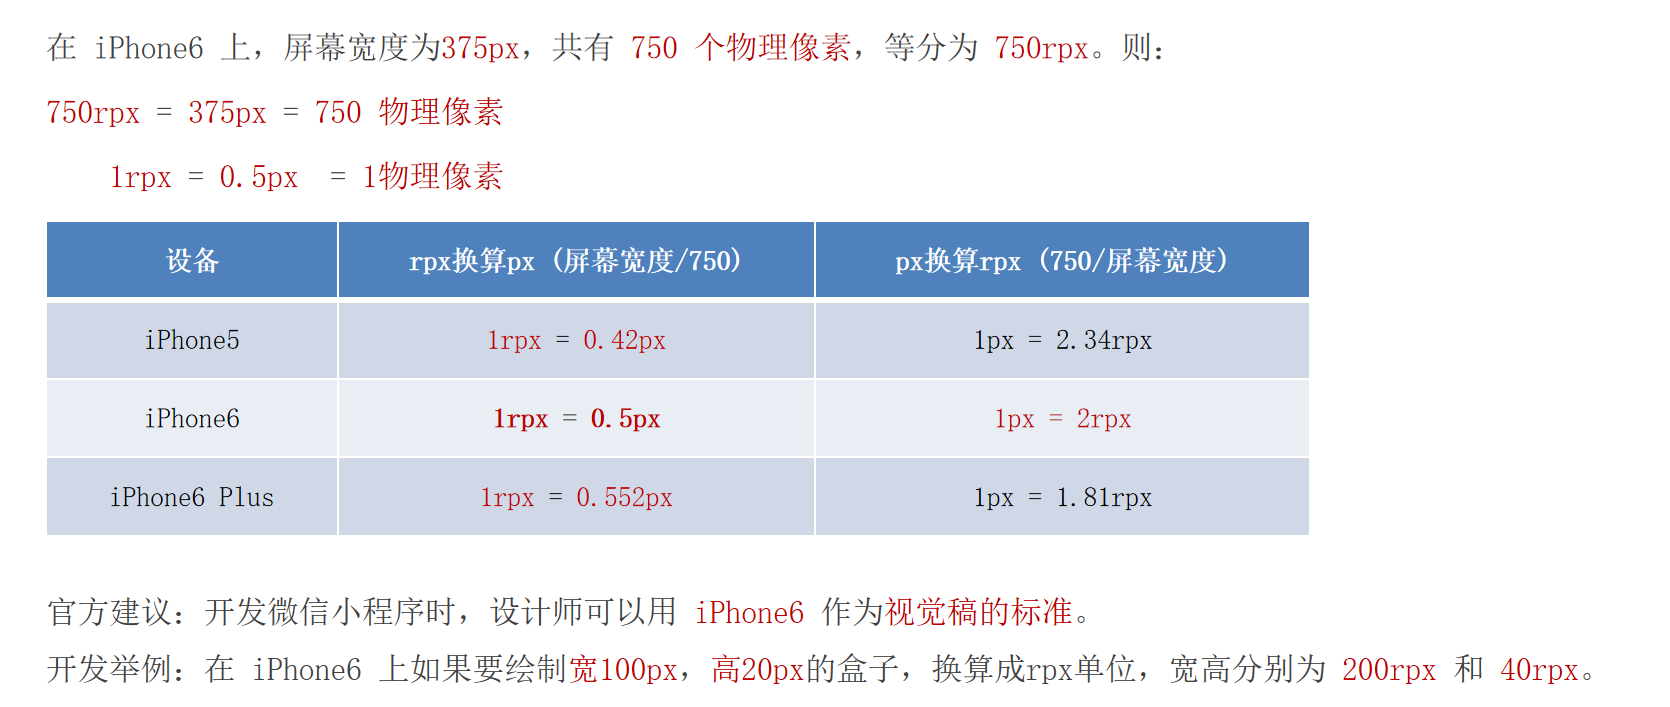 在 iPhone6 上，屏幕宽度为375px，共有 750 个物理像素，等分为 750rpx。则：
750rpx = 375px = 750 物理像素
1rpx = 0.5px = 1物理像素
设备 rpx换算px (屏幕宽度/750) px换算rpx (750/屏幕宽度)
iPhone5 1rpx = 0.42px 1px = 2.34rpx
iPhone6 1rpx = 0.5px 1px = 2rpx
iPhone6 Plus 1rpx = 0.552px 1px = 1.81rpx
官方建议：开发微信小程序时，设计师可以用 iPhone6 作为视觉稿的标准。
开发举例：在 iPhone6 上如果要绘制宽100px，高20px的盒子，换算成rpx单位，宽高分别为 200rpx 和 40rpx。